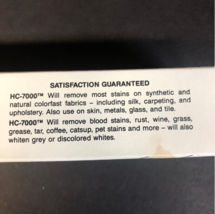 SATISFACTION GUARANTEED
HC-7000™ Will remove most stains on synthetic and
natural colorfast fabrics – including silk, carpeting, and
upholstery. Also use on skin, metals, glass, and tile.
HC-7000™ Will remove blood stains, rust, wine, grass,
grease, tar, coffee, catsup, pet stains and more – will also
whiten grey or discolored whites.